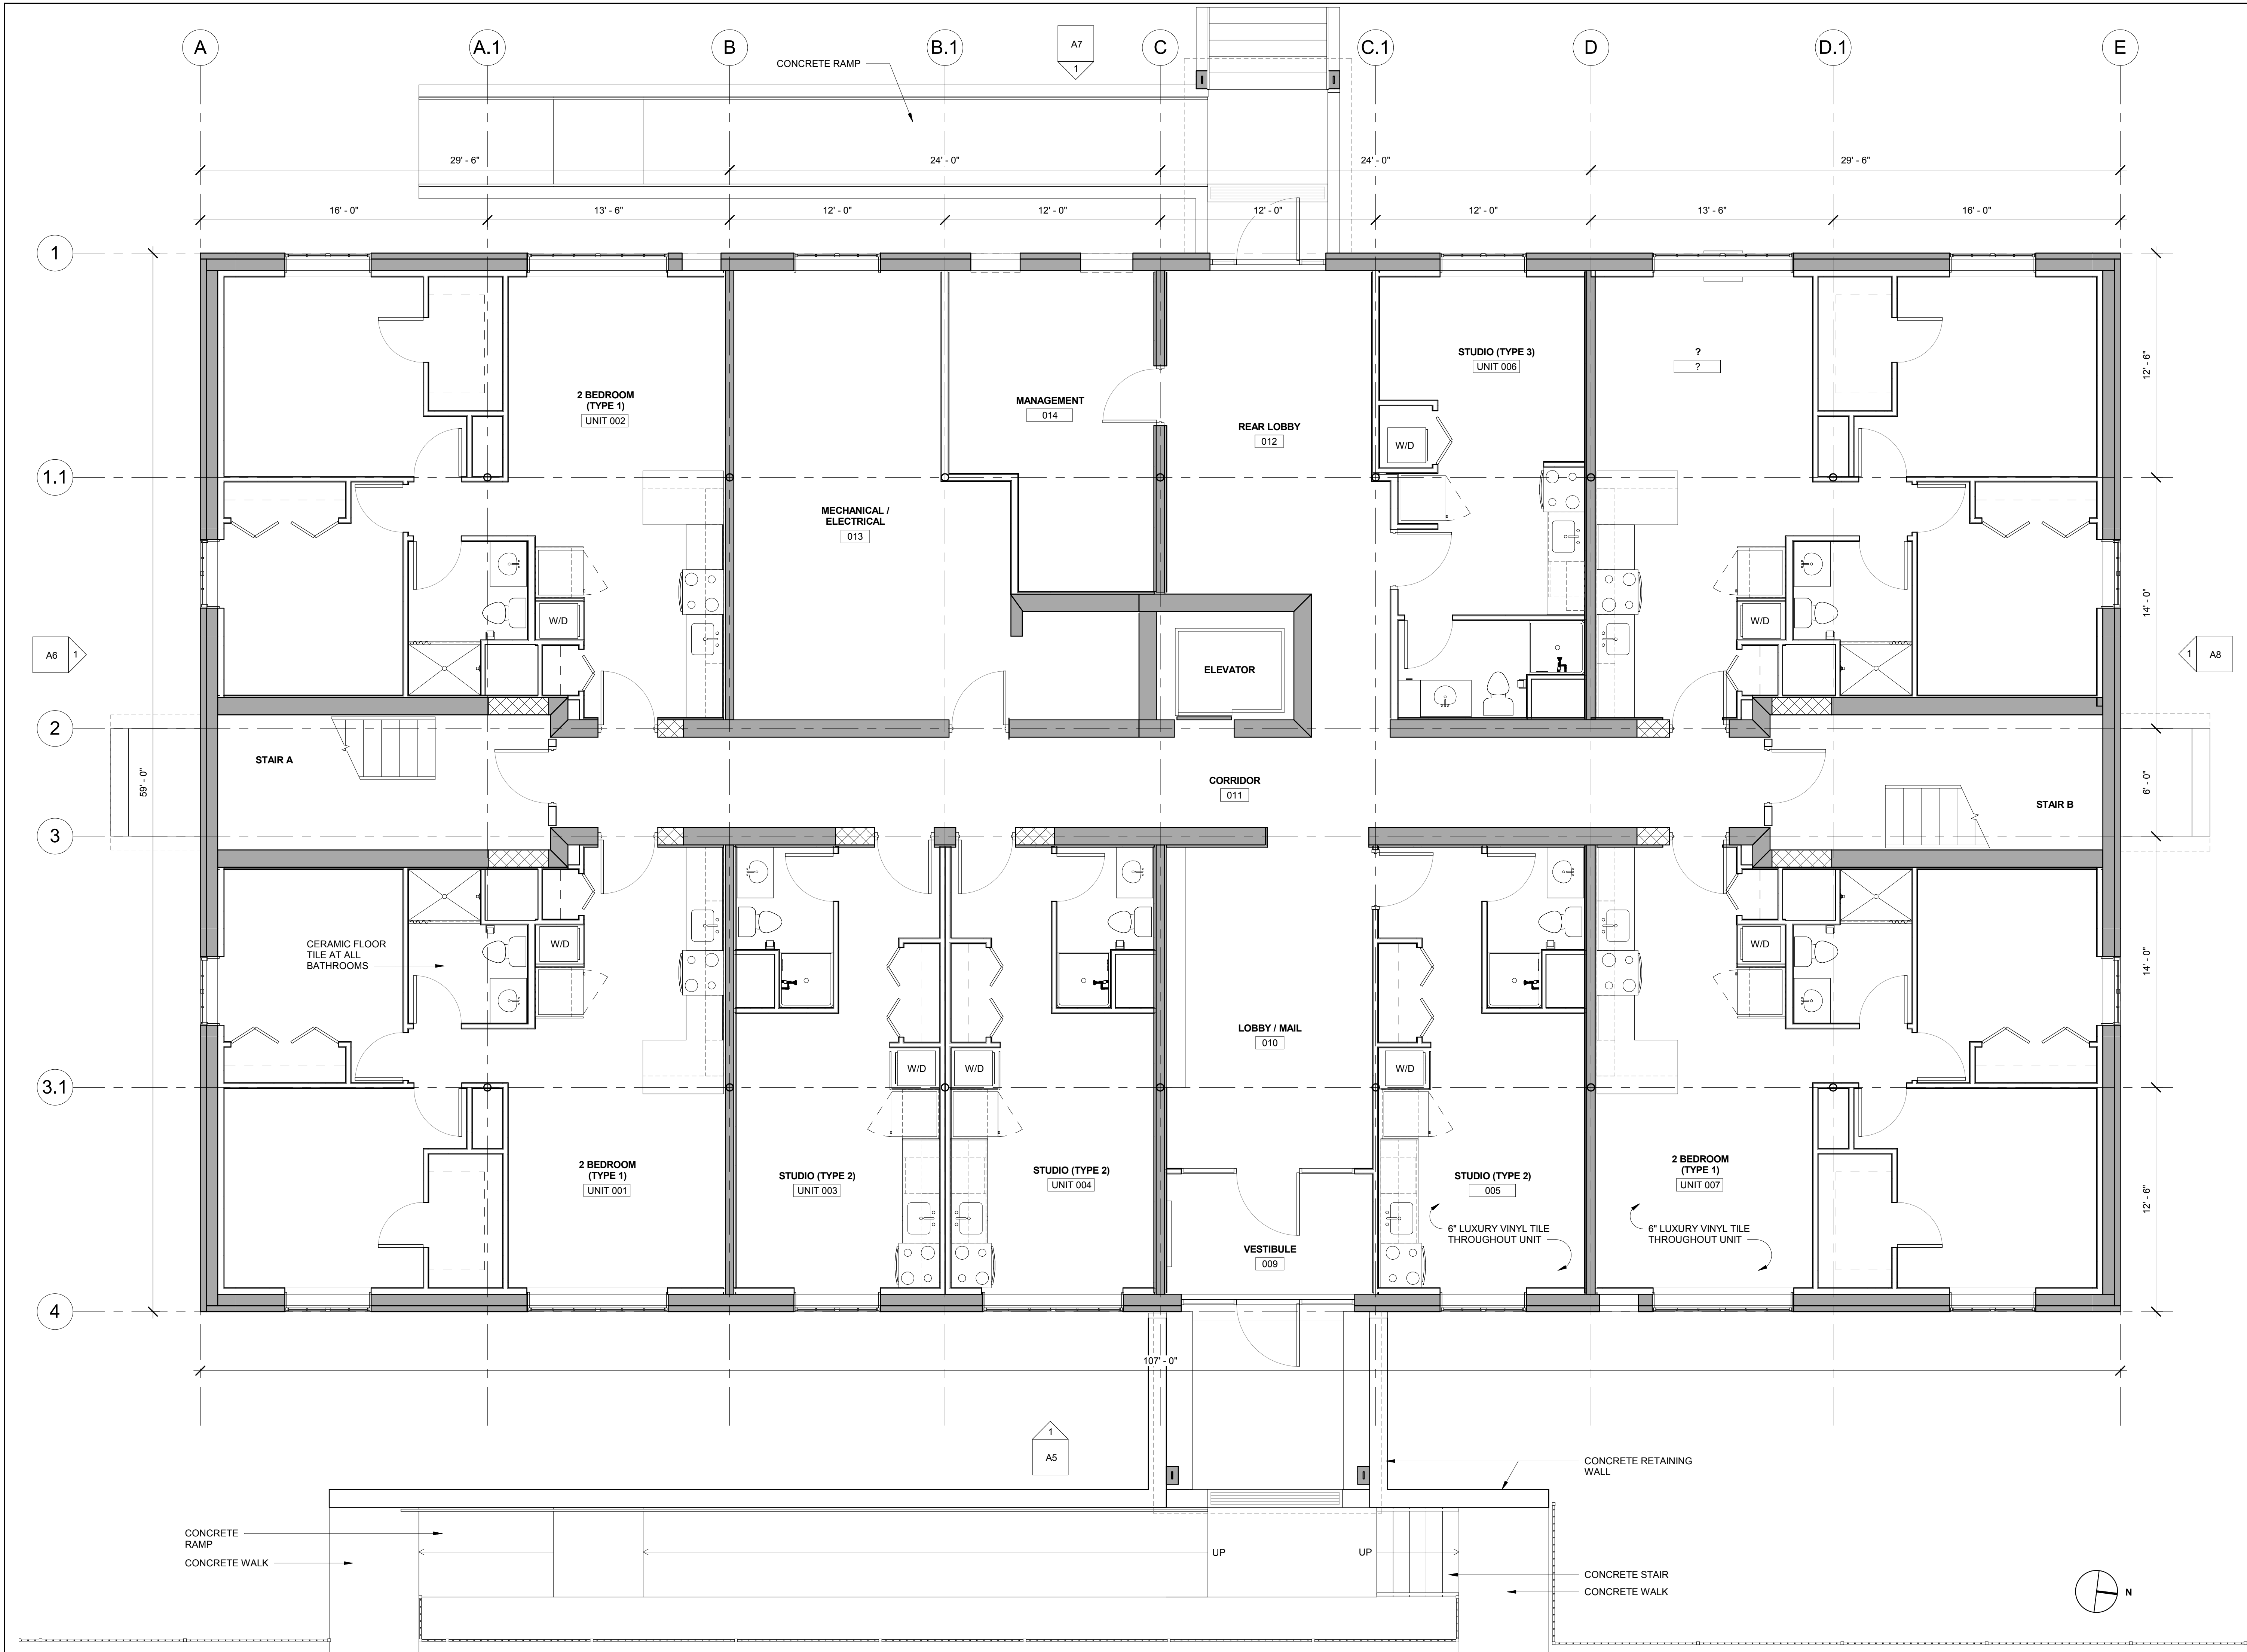 A
A.1
B
B.1
C
C.1
D
D.1
E
A7
1
CONCRETE RAMP
29' - 6"
24' - 0"
24' - 0"
29' - 6"
16' - 0"
13' - 6"
12' - 0"
12' - 0"
12' - 0"
12' - 0"
13' - 6"
16' - 0"
1
1.1
2
3
3.1
4
59' - 0"
12' - 6"
14' - 0"
6' - 0"
14' - 0"
12' - 6"
2 BEDROOM
(TYPE 1)
UNIT 002
MECHANICAL /
ELECTRICAL
013
MANAGEMENT
014
REAR LOBBY
012
STUDIO (TYPE 3)
UNIT 006
W/D
?
?
W/D
W/D
A6
1
1
A8
ELEVATOR
STAIR A
CORRIDOR
011
STAIR B
CERAMIC FLOOR
TILE AT ALL
BATHROOMS
W/D
W/D
LOBBY / MAIL
010
W/D
W/D
W/D
2 BEDROOM
(TYPE 1)
UNIT 001
STUDIO (TYPE 2)
UNIT 003
STUDIO (TYPE 2)
UNIT 004
STUDIO (TYPE 2)
005
2 BEDROOM
(TYPE 1)
UNIT 007
6" LUXURY VINYL TILE
THROUGHOUT UNIT
6" LUXURY VINYL TILE
THROUGHOUT UNIT
VESTIBULE
009
107' - 0"
1
A5
CONCRETE RETAINING
WALL
CONCRETE
RAMP
CONCRETE WALK
UP
UP
CONCRETE STAIR
CONCRETE WALK
N